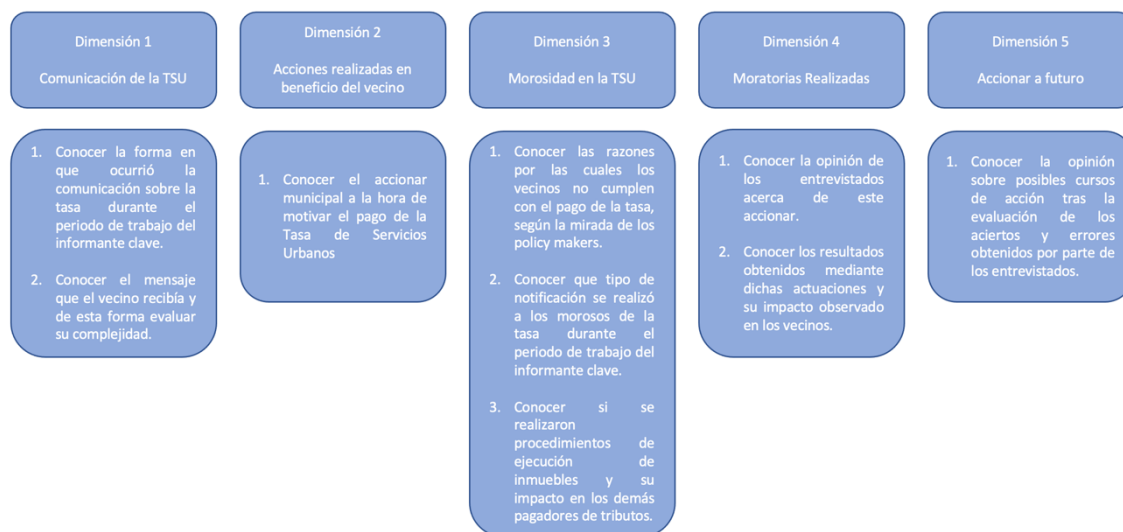 Dimensión 1
Comunicación de la TSU
1. Conocer la forma en
que ocurrió la
comunicación sobre la
tasa durante el
periodo de trabajo del
informante clave.
2. Conocer el mensaje
que el vecino recibía y
de esta forma evaluar
su complejidad.
Dimensión 2
Acciones realizadas en
beneficio del vecino
1. Conocer el accionar
municipal a la hora de
motivar el pago de la
Tasa de Servicios
Urbanos
Dimensión 3
Morosidad en la TSU
1. Conocer las razones
por las cuales los
vecinos no cumplen
con el pago de la tasa,
según la mirada de los
policy makers.
2. Conocer que tipo de
notificación se realizó
a los morosos de la
tasa durante el
periodo de trabajo del
informante clave.
3. Conocer si se
realizaron
procedimientos de
ejecución de
inmuebles y su
impacto en los demás
pagadores de tributos.
Dimensión 4
Moratorias Realizadas
1. Conocer la opinión de
los entrevistados
acerca de este
accionar.
2. Conocer los resultados
obtenidos mediante
dichas actuaciones y
su impacto observado
en los vecinos.
Dimensión 5
Accionar a futuro
1. Conocer la opinión
sobre posibles cursos
de acción tras la
evaluación de los
aciertos y errores
obtenidos por parte de
los entrevistados.